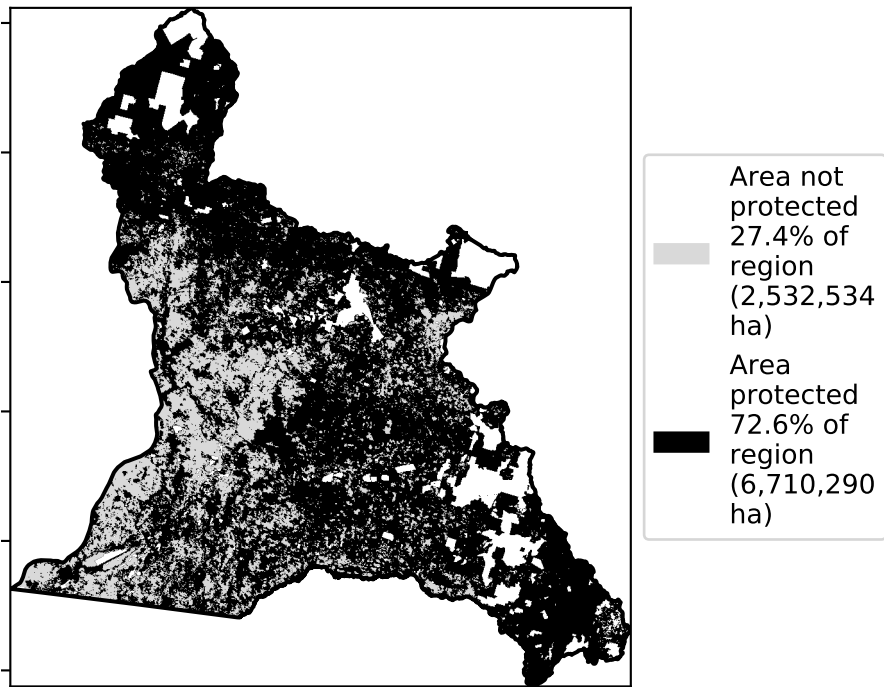 Area not
protected
27.4% of
region
(2,532,534
ha)
Area
protected
72.6% of
region
(6,710,290
ha)